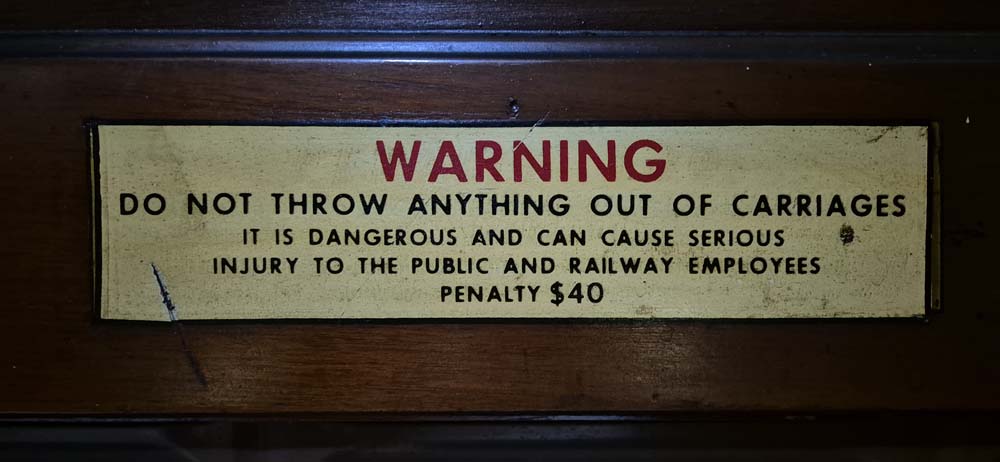 WARNING
DO NOT THROW ANYTHING OUT OF CARRIAGES
IT IS DANGEROUS AND CAN CAUSE SERIOUS
INJURY TO THE PUBLIC AND RAILWAY EMPLOYEES
PENALTY $40